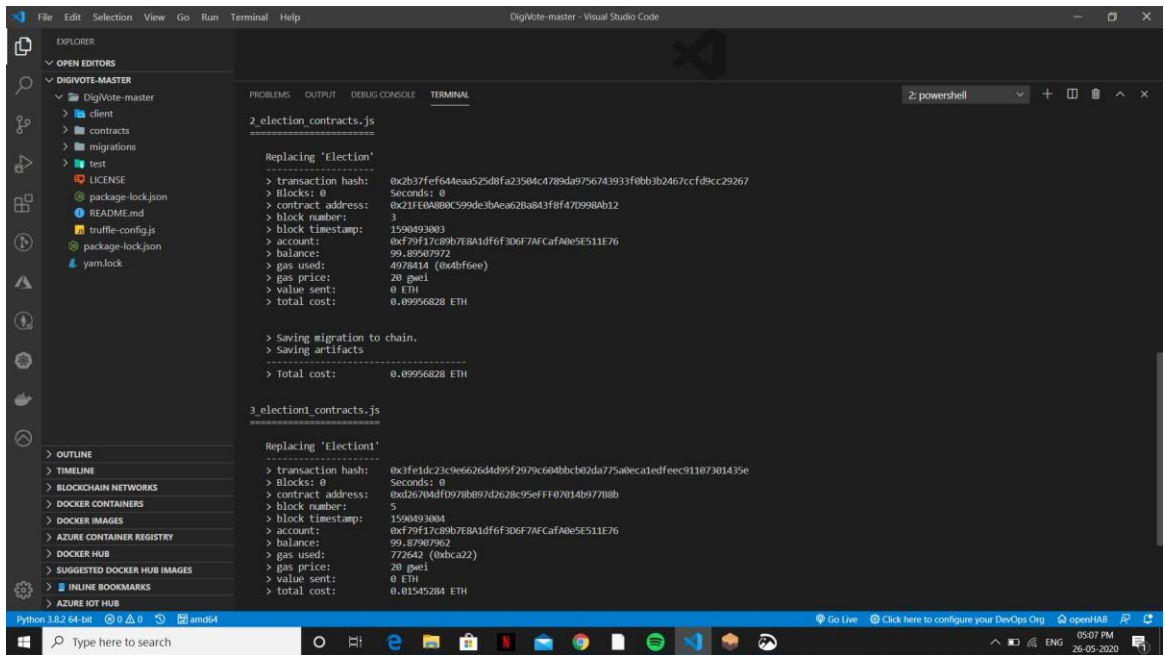 File Edit Selection View Go Run Terminal Help
DigiVote-master - Visual Studio Code
EXPLORER
OPEN EDITORS
DIGIVOTE-MASTER
DigiVote-master
client
contracts
migrations
test
LICENSE
package-lock.json
README.md
truffle-config.js
package-lock.json
yarn.lock
OUTLINE
TIMELINE
BLOCKCHAIN NETWORKS
DOCKER CONTAINERS
DOCKER IMAGES
AZURE CONTAINER REGISTRY
DOCKER HUB
SUGGESTED DOCKER HUB IMAGES
INLINE BOOKMARKS
AZURE IOT HUB
PROBLEMS OUTPUT DEBUG CONSOLE TERMINAL
2: powershell
2_election_contracts.js
=======================
Replacing 'Election'
--------------------
> transaction hash: 0x2b37fef644eaa525d8fa23504c4789da9756743933f0bb3b2467ccfd9cc29267
> Blocks: 0 Seconds: 0
> contract address: 0x21FE0A8B0C599de3bAea62Ba843f8f47D998Ab12
> block number: 3
> block timestamp: 1590493003
> account: 0xf79f17c89b7E8A1df6f3D6F7AFCafA0e5E511E76
> balance: 99.89507972
> gas used: 4978414 (0x4bf6ee)
> gas price: 20 gwei
> value sent: 0 ETH
> total cost: 0.09956828 ETH
> Saving migration to chain.
> Saving artifacts
-------------------------------------
> Total cost: 0.09956828 ETH
3_election1_contracts.js
========================
Replacing 'Election1'
---------------------
> transaction hash: 0x3fe1dc23c9e6626d4d95f2979c604bbcb02da775a0eca1edfeec91107301435e
> Blocks: 0 Seconds: 0
> contract address: 0xd26704dfD978bB97d2628c95eFFF07014b977B8b
> block number: 5
> block timestamp: 1590493004
> account: 0xf79f17c89b7E8A1df6f3D6F7AFCafA0e5E511E76
> balance: 99.87907962
> gas used: 772642 (0xbca22)
> gas price: 20 gwei
> value sent: 0 ETH
> total cost: 0.01545284 ETH
Python 3.8.2 64-bit 0 0 amd64
Go Live Click here to configure your DevOps Org openHAB
Type here to search
ENG
05:07 PM
26-05-2020
1